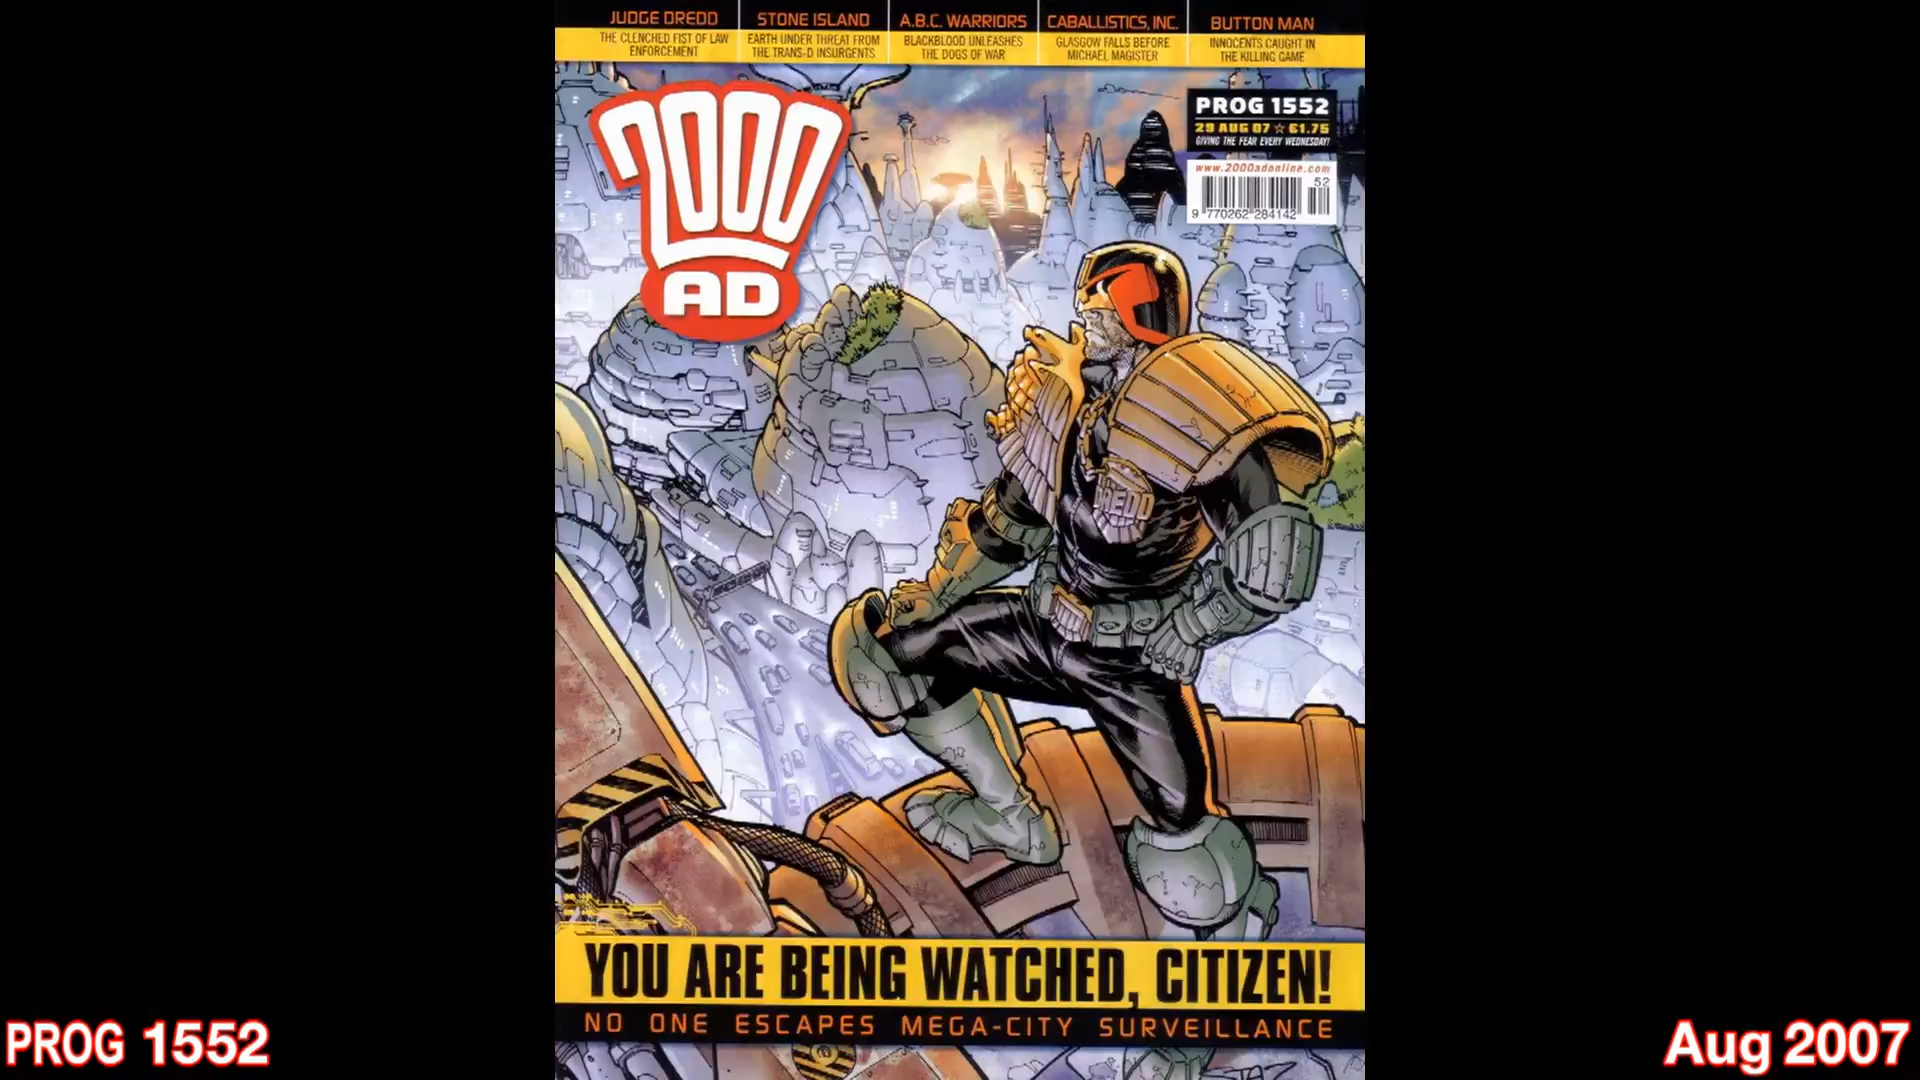 JUDGE DREDD
THE CLENCHED FIST OF LAW
ENFORCEMENT
STONE ISLAND
EARTH UNDER THREAT FROM
THE TRANS-D INSURGENTS
A.B.C. WARRIORS
BLACKBLOOD UNLEASHES
THE DOGS OF WAR
CABALLISTICS, INC.
GLASGOW FALLS BEFORE
MICHAEL MAGISTER
BUTTON MAN
INNOCENTS CAUGHT IN
THE KILLING GAME
2000
AD
PROG 1552
29 AUG 07 ☆ £1.75
GIVING THE FEAR EVERY WEDNESDAY!
www.2000adonline.com
52
9 770262 284142
DREDD
YOU ARE BEING WATCHED, CITIZEN!
NO ONE ESCAPES MEGA-CITY SURVEILLANCE
STAZ
PROG 1552
Aug 2007